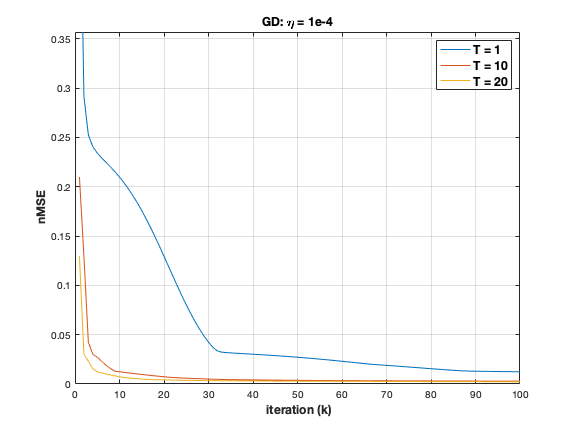 GD: η = 1e-4
T = 1
T = 10
T = 20
nMSE
0.35
0.3
0.25
0.2
0.15
0.1
0.05
0
0 10 20 30 40 50 60 70 80 90 100
iteration (k)